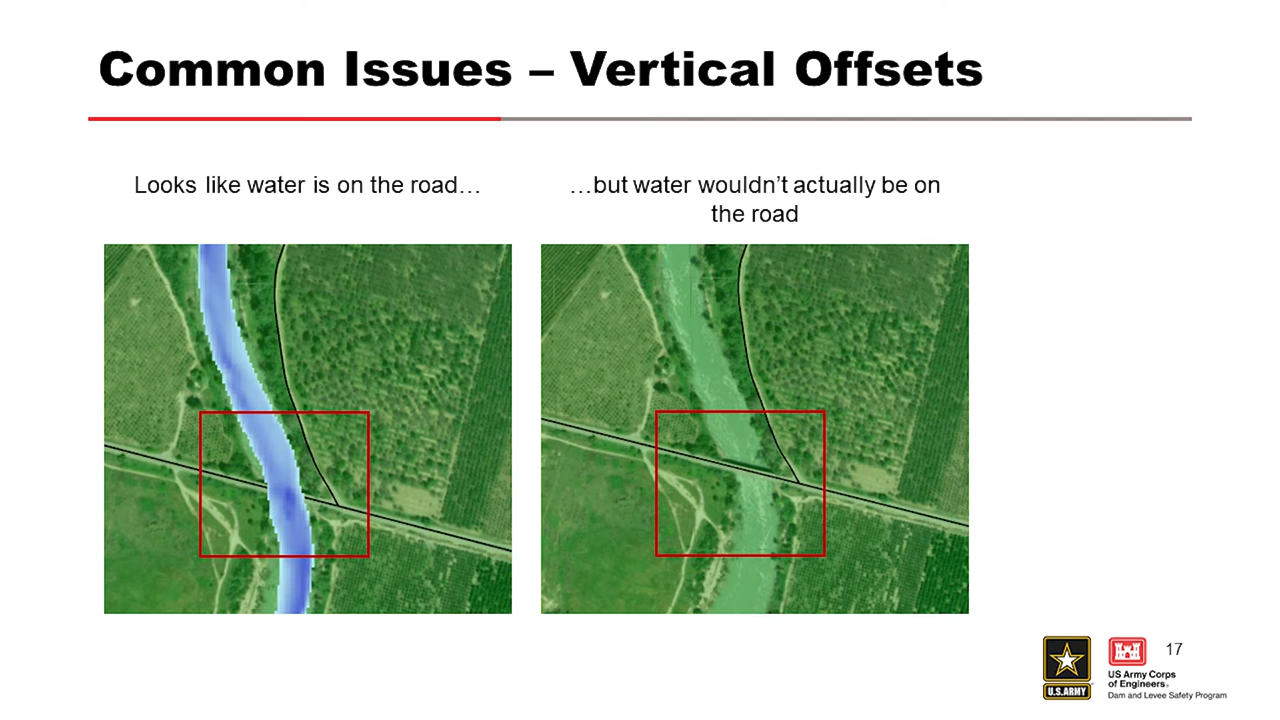 Common Issues – Vertical Offsets
Looks like water is on the road…
…but water wouldn’t actually be on
the road
U.S.ARMY
US Army Corps
of Engineers®
Dam and Levee Safety Program
17